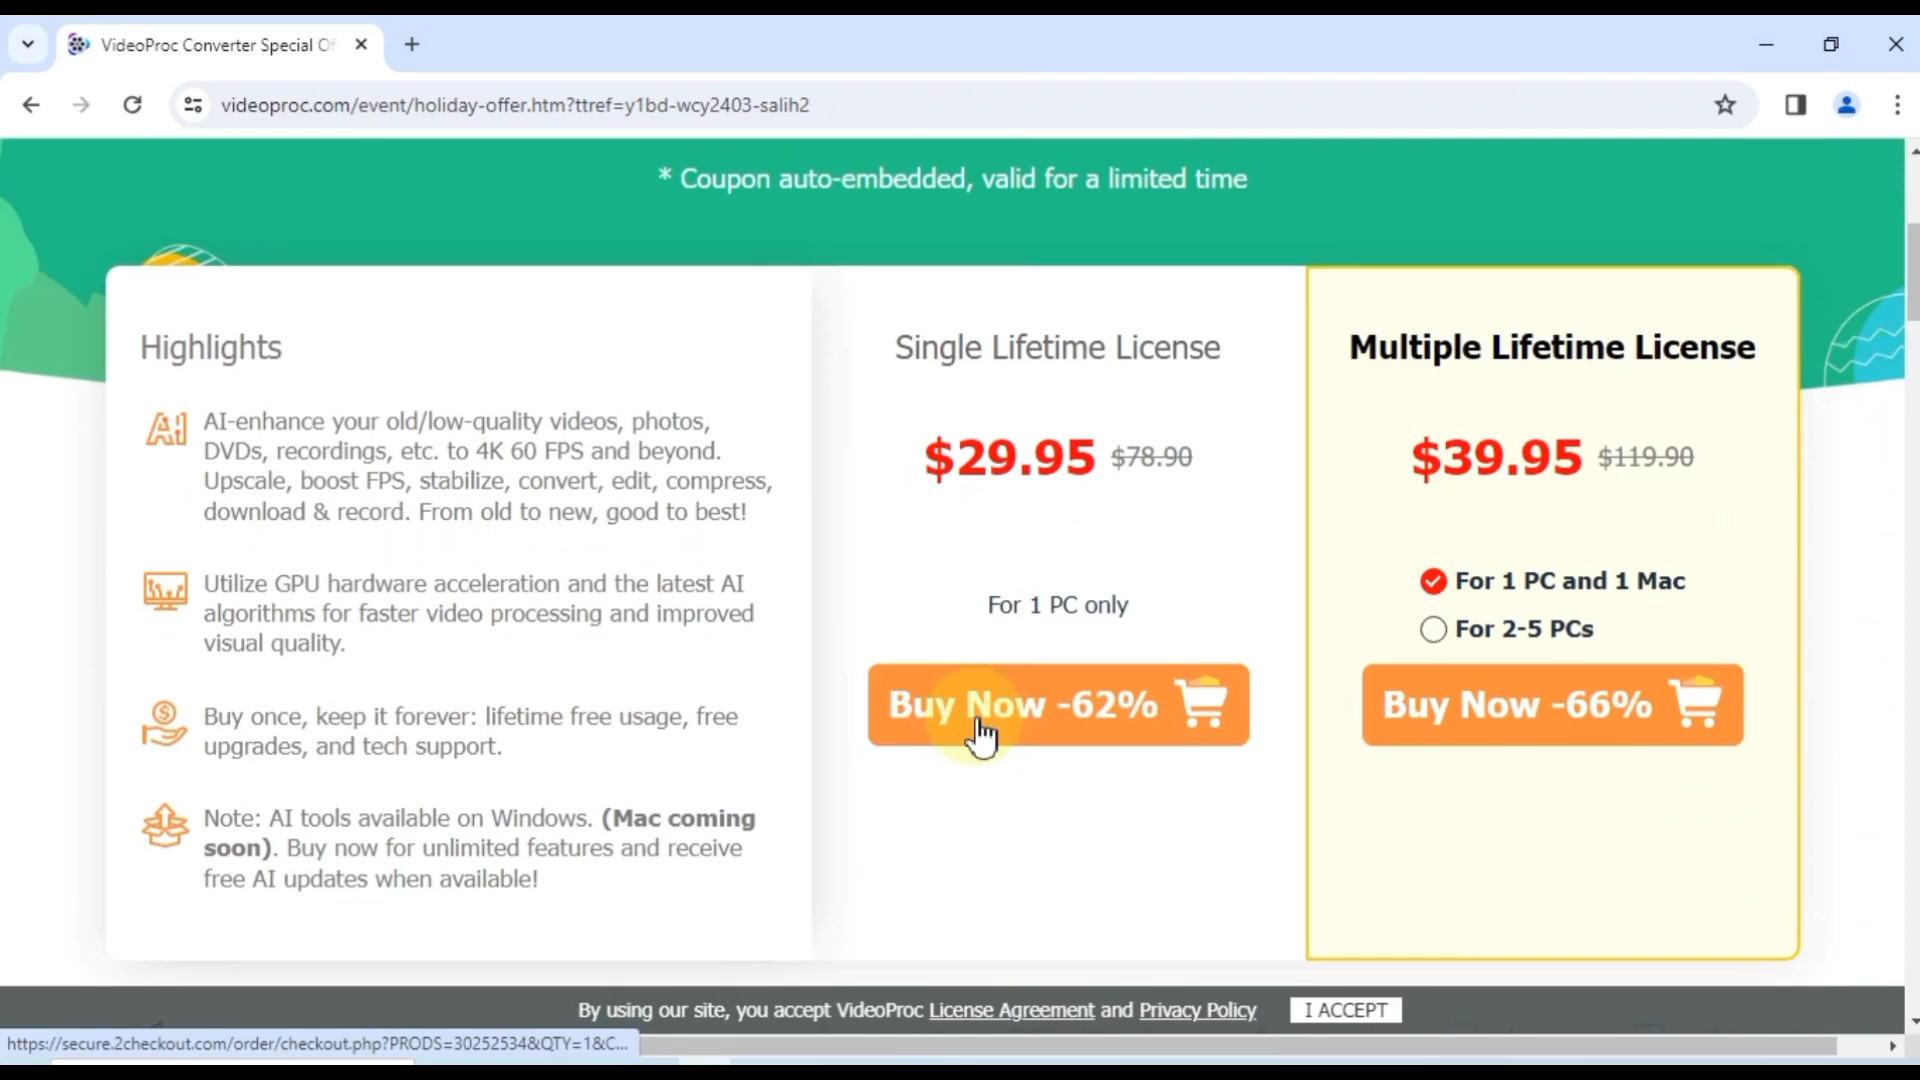 VideoProc Converter Special Of
videoproc.com/event/holiday-offer.htm?ttref=y1bd-wcy2403-salih2
* Coupon auto-embedded, valid for a limited time
Highlights
AI
AI-enhance your old/low-quality videos, photos,
DVDs, recordings, etc. to 4K 60 FPS and beyond.
Upscale, boost FPS, stabilize, convert, edit, compress,
download & record. From old to new, good to best!
Utilize GPU hardware acceleration and the latest AI
algorithms for faster video processing and improved
visual quality.
Buy once, keep it forever: lifetime free usage, free
upgrades, and tech support.
Note: AI tools available on Windows. (Mac coming
soon). Buy now for unlimited features and receive
free AI updates when available!
Single Lifetime License
$29.95 $78.90
For 1 PC only
Buy Now -62%
Multiple Lifetime License
$39.95 $119.90
For 1 PC and 1 Mac
For 2-5 PCs
Buy Now -66%
By using our site, you accept VideoProc License Agreement and Privacy Policy I ACCEPT
https://secure.2checkout.com/order/checkout.php?PRODS=30252534&QTY=1&C...